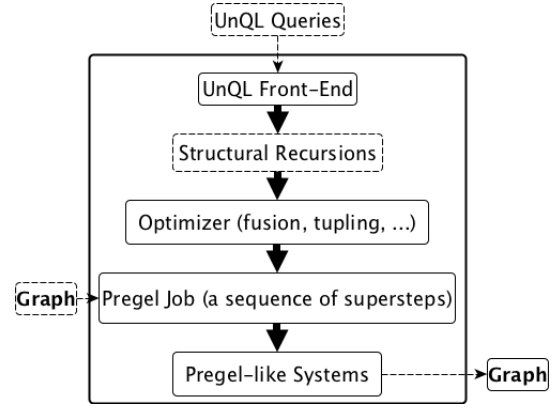 UnQL Queries
UnQL Front-End
Structural Recursions
Optimizer (fusion, tupling, ...)
Graph
Pregel Job (a sequence of supersteps)
Pregel-like Systems
Graph